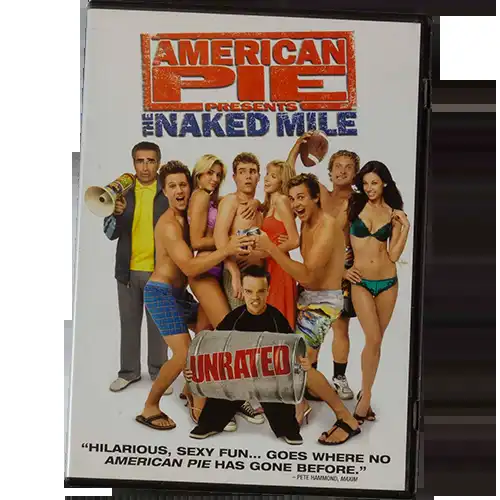 AMERICAN
PIE
PRESENTS
THE NAKED MILE
UNRATED
“HILARIOUS, SEXY FUN... GOES WHERE NO
AMERICAN PIE HAS GONE BEFORE.”
- PETE HAMMOND, MAXIM